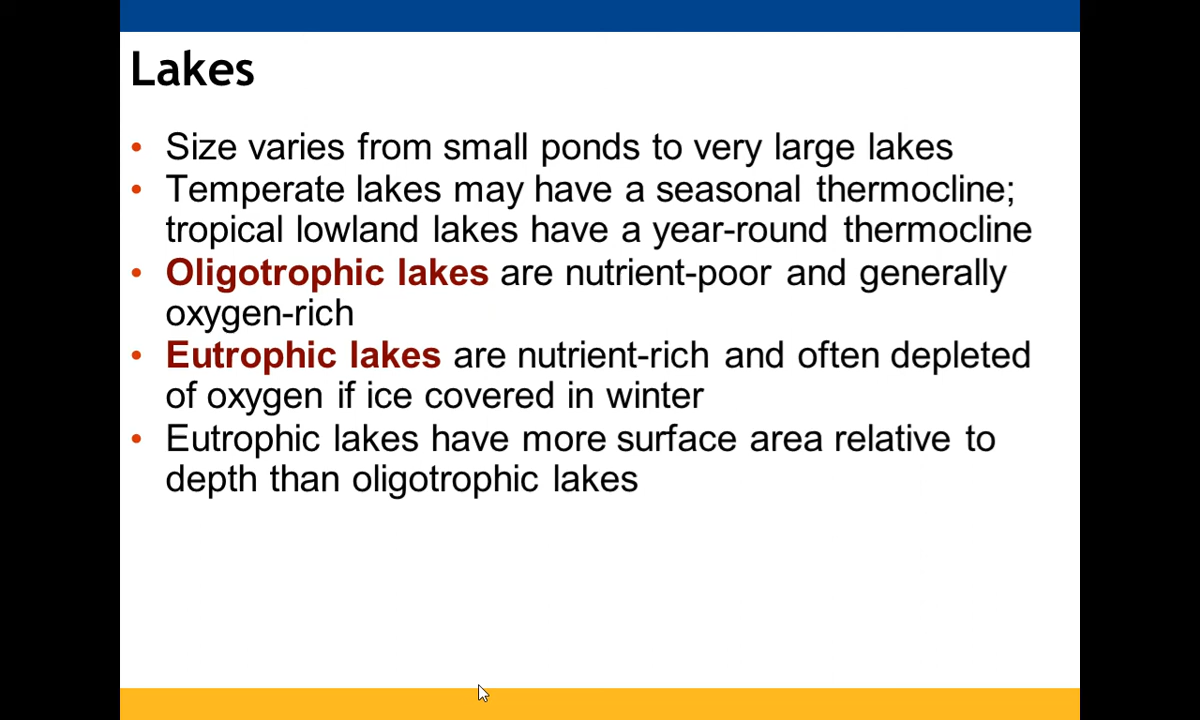 Lakes
• Size varies from small ponds to very large lakes
• Temperate lakes may have a seasonal thermocline;
tropical lowland lakes have a year-round thermocline
• Oligotrophic lakes are nutrient-poor and generally
oxygen-rich
• Eutrophic lakes are nutrient-rich and often depleted
of oxygen if ice covered in winter
• Eutrophic lakes have more surface area relative to
depth than oligotrophic lakes